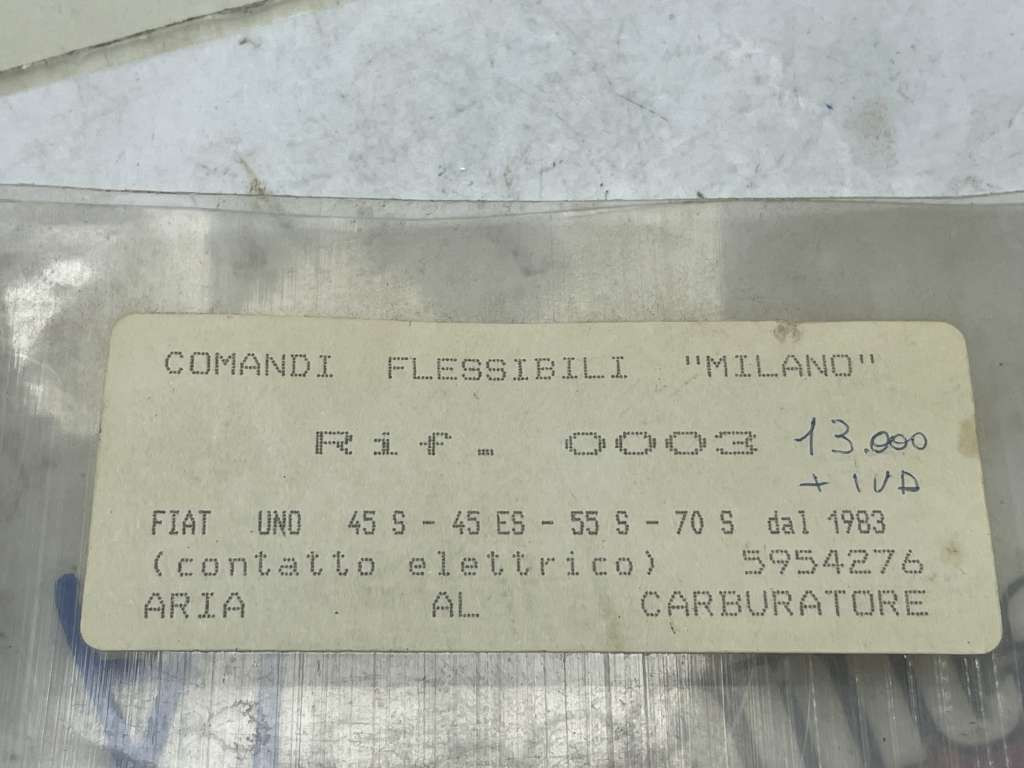 COMANDI FLESSIBILI "MILANO"
Rif. 0003 13.000
+ IVA
FIAT UNO 45 S - 45 ES - 55 S - 70 S dal 1983
(contatto elettrico) 5954276
ARIA AL CARBURATORE